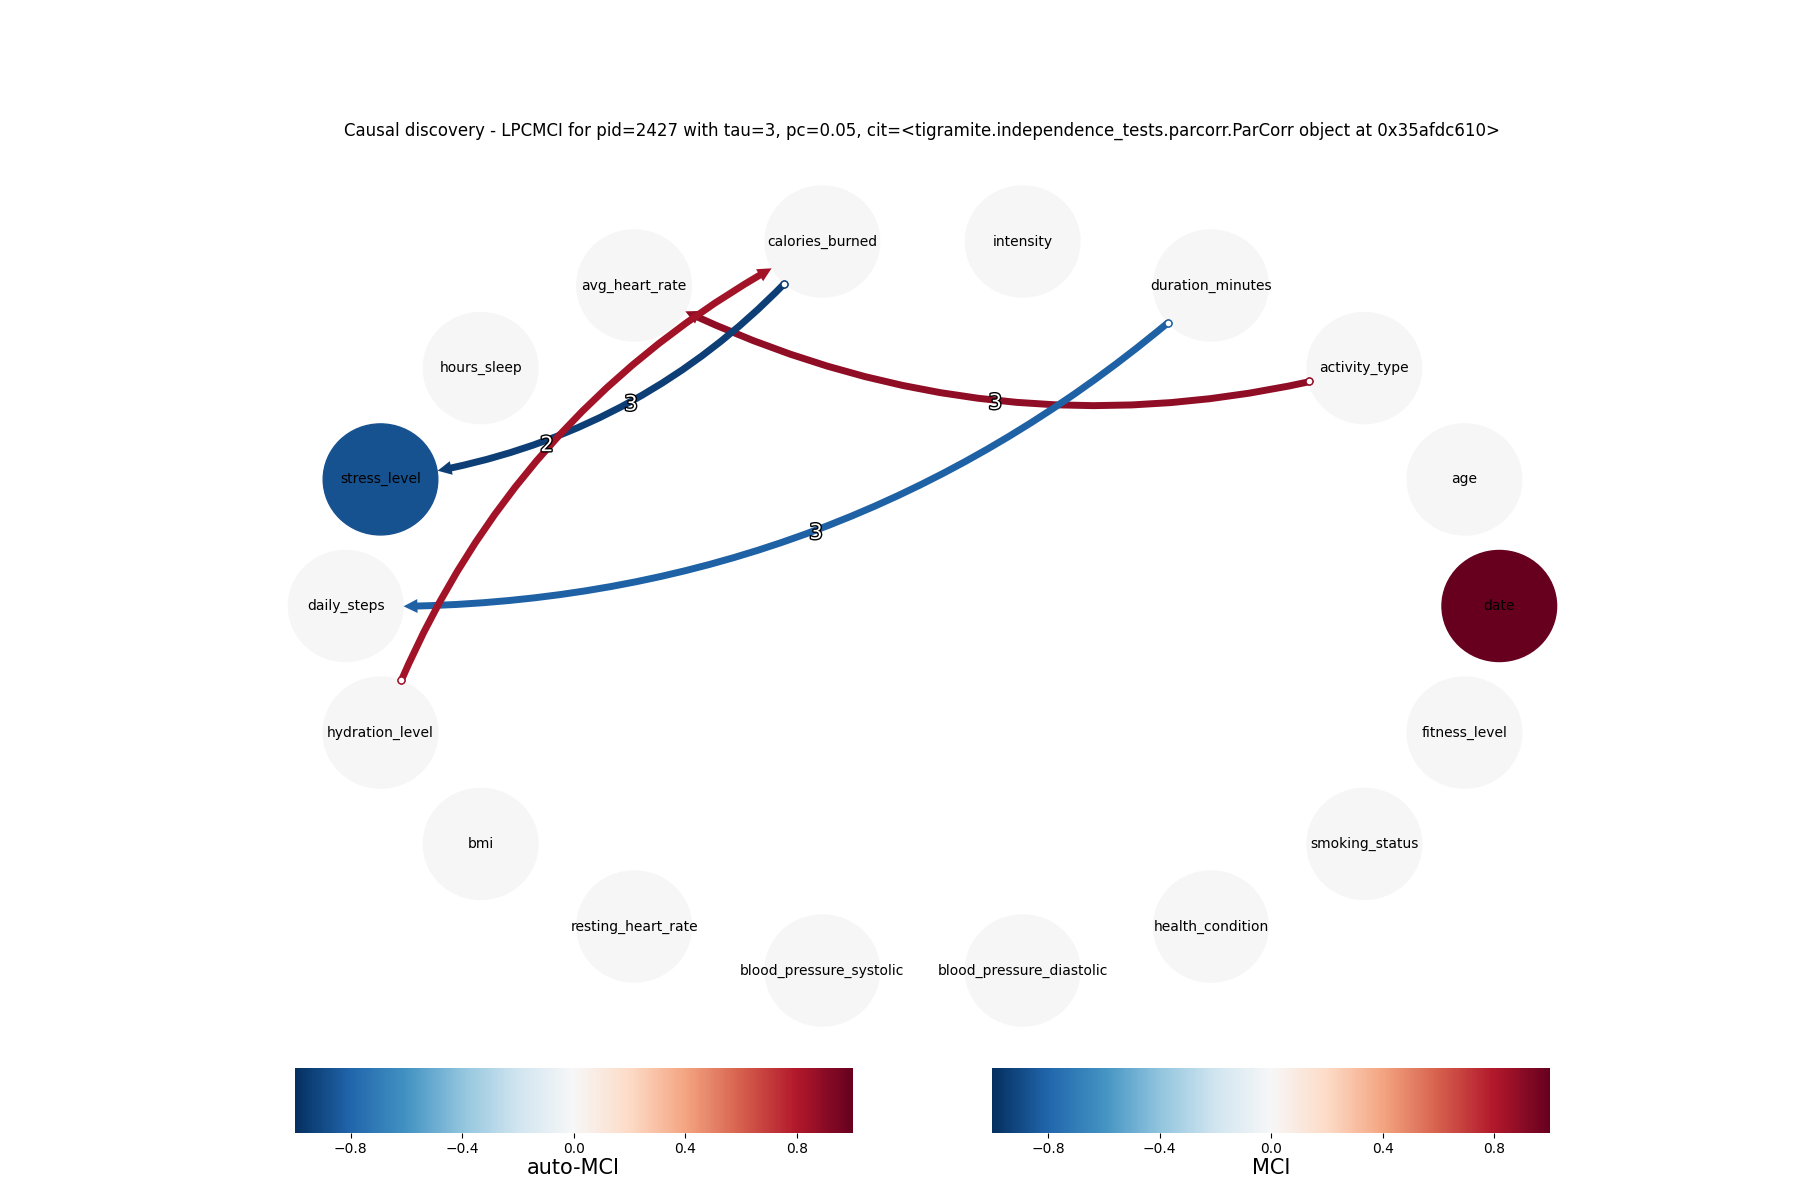 Causal discovery - LPCMCI for pid=2427 with tau=3, pc=0.05, cit=<tigramite.independence_tests.parcorr.ParCorr object at 0x35afdc610>
calories_burned
intensity
avg_heart_rate
duration_minutes
hours_sleep
activity_type
3
3
2
stress_level
age
3
daily_steps
date
hydration_level
fitness_level
bmi
smoking_status
resting_heart_rate
health_condition
blood_pressure_systolic
blood_pressure_diastolic
−0.8 −0.4 0.0 0.4 0.8
auto-MCI
−0.8 −0.4 0.0 0.4 0.8
MCI